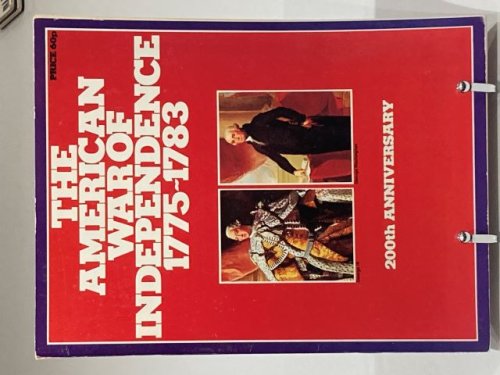 PRICE 60p
THE
AMERICAN
WAR OF
INDEPENDENCE
1775-1783
200th ANNIVERSARY